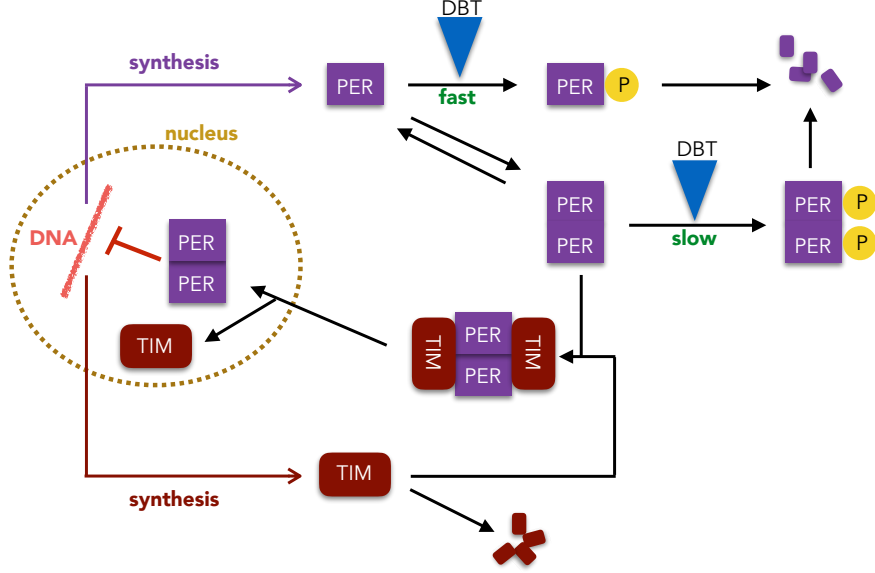 DBT
synthesis
PER
PER
P
fast
nucleus
DBT
PER
PER
PER
P
DNA
PER
PER
slow
PER
P
PER
TIM
PER
TIM
TIM
PER
TIM
synthesis